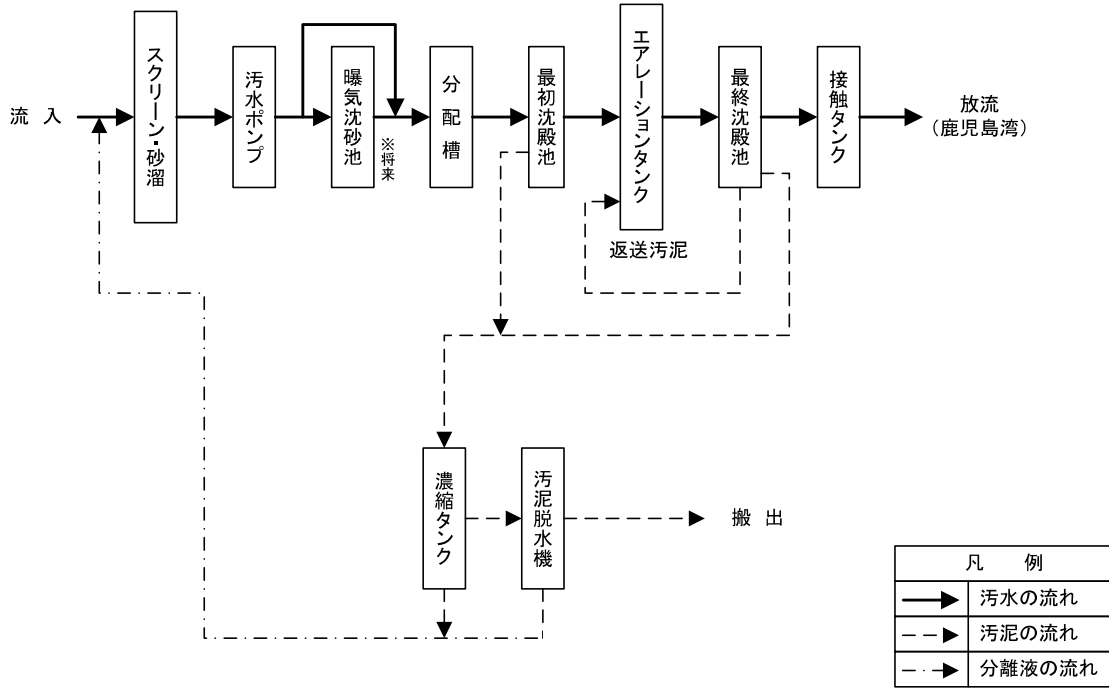 流入
スクリーン・砂溜
汚水ポンプ
曝気沈砂池
※将来
分配槽
最初沈殿池
エアレーションタンク
最終沈殿池
接触タンク
放流
（鹿児島湾）
返送汚泥
濃縮タンク
汚泥脱水機
搬出
凡例
汚水の流れ
汚泥の流れ
分離液の流れ